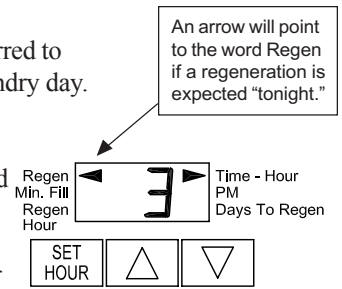 An arrow will point
to the word Regen
if a regeneration is
expected “tonight.”
rred to
ndry day.
d
Regen
Min. Fill
Regen
Hour
3
Time - Hour
PM
Days To Regen
.
SET
HOUR